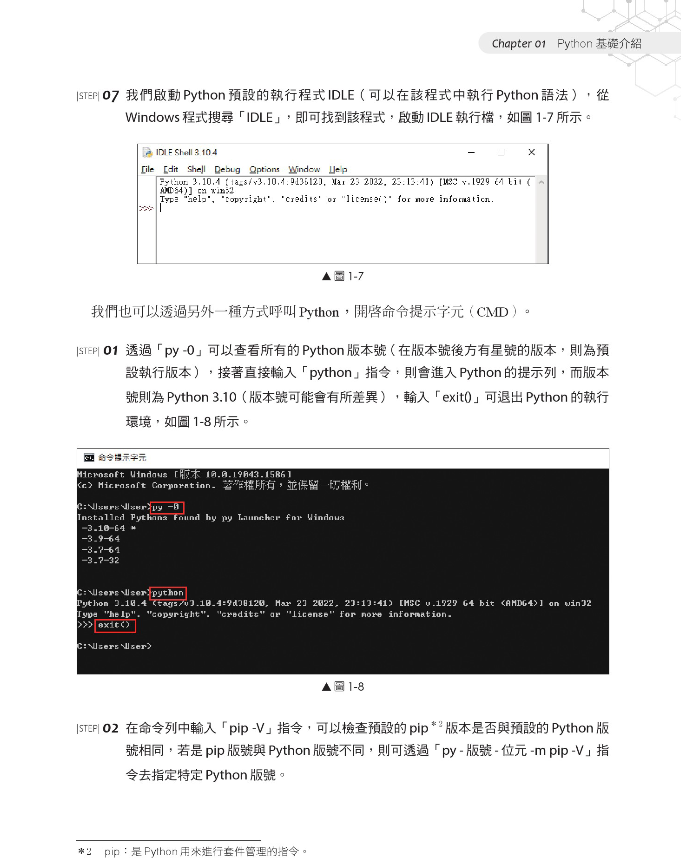 Chapter 01 Python 基礎介紹
|STEP| 07 我們啟動 Python 預設的執行程式 IDLE（可以在該程式中執行 Python 語法），從
Windows 程式搜尋「IDLE」，即可找到該程式，啟動 IDLE 執行檔，如圖 1-7 所示。
IDLE Shell 3.10.4
File Edit Shell Debug Options Window Help
Python 3.10.4 (tags/v3.10.4:9d38120, Mar 23 2022, 23:13:41) [MSC v.1929 64 bit (
AMD64)] on win32
Type "help", "copyright", "credits" or "license()" for more information.
>>>
▲ 圖 1-7
我們也可以透過另外一種方式呼叫 Python，開啓命令提示字元（CMD）。
|STEP| 01 透過「py -0」可以查看所有的 Python 版本號（在版本號後方有星號的版本，則為預
設執行版本），接著直接輸入「python」指令，則會進入 Python 的提示列，而版本
號則為 Python 3.10（版本號可能會有所差異），輸入「exit()」可退出 Python 的執行
環境，如圖 1-8 所示。
命令提示字元
Microsoft Windows [版本 10.0.19043.1586]
(c) Microsoft Corporation. 著作權所有，並保留一切權利。
C:\Users\User>py -0
Installed Pythons found by py Launcher for Windows
-3.10-64 *
-3.9-64
-3.7-64
-3.7-32
C:\Users\User>python
Python 3.10.4 (tags/v3.10.4:9d38120, Mar 23 2022, 23:13:41) [MSC v.1929 64 bit (AMD64)] on win32
Type "help", "copyright", "credits" or "license" for more information.
>>> exit()
C:\Users\User>
▲ 圖 1-8
|STEP| 02 在命令列中輸入「pip -V」指令，可以檢查預設的 pip＊2 版本是否與預設的 Python 版
號相同，若是 pip 版號與 Python 版號不同，則可透過「py - 版號 - 位元 -m pip -V」指
令去指定特定 Python 版號。
＊2 pip：是 Python 用來進行套件管理的指令。